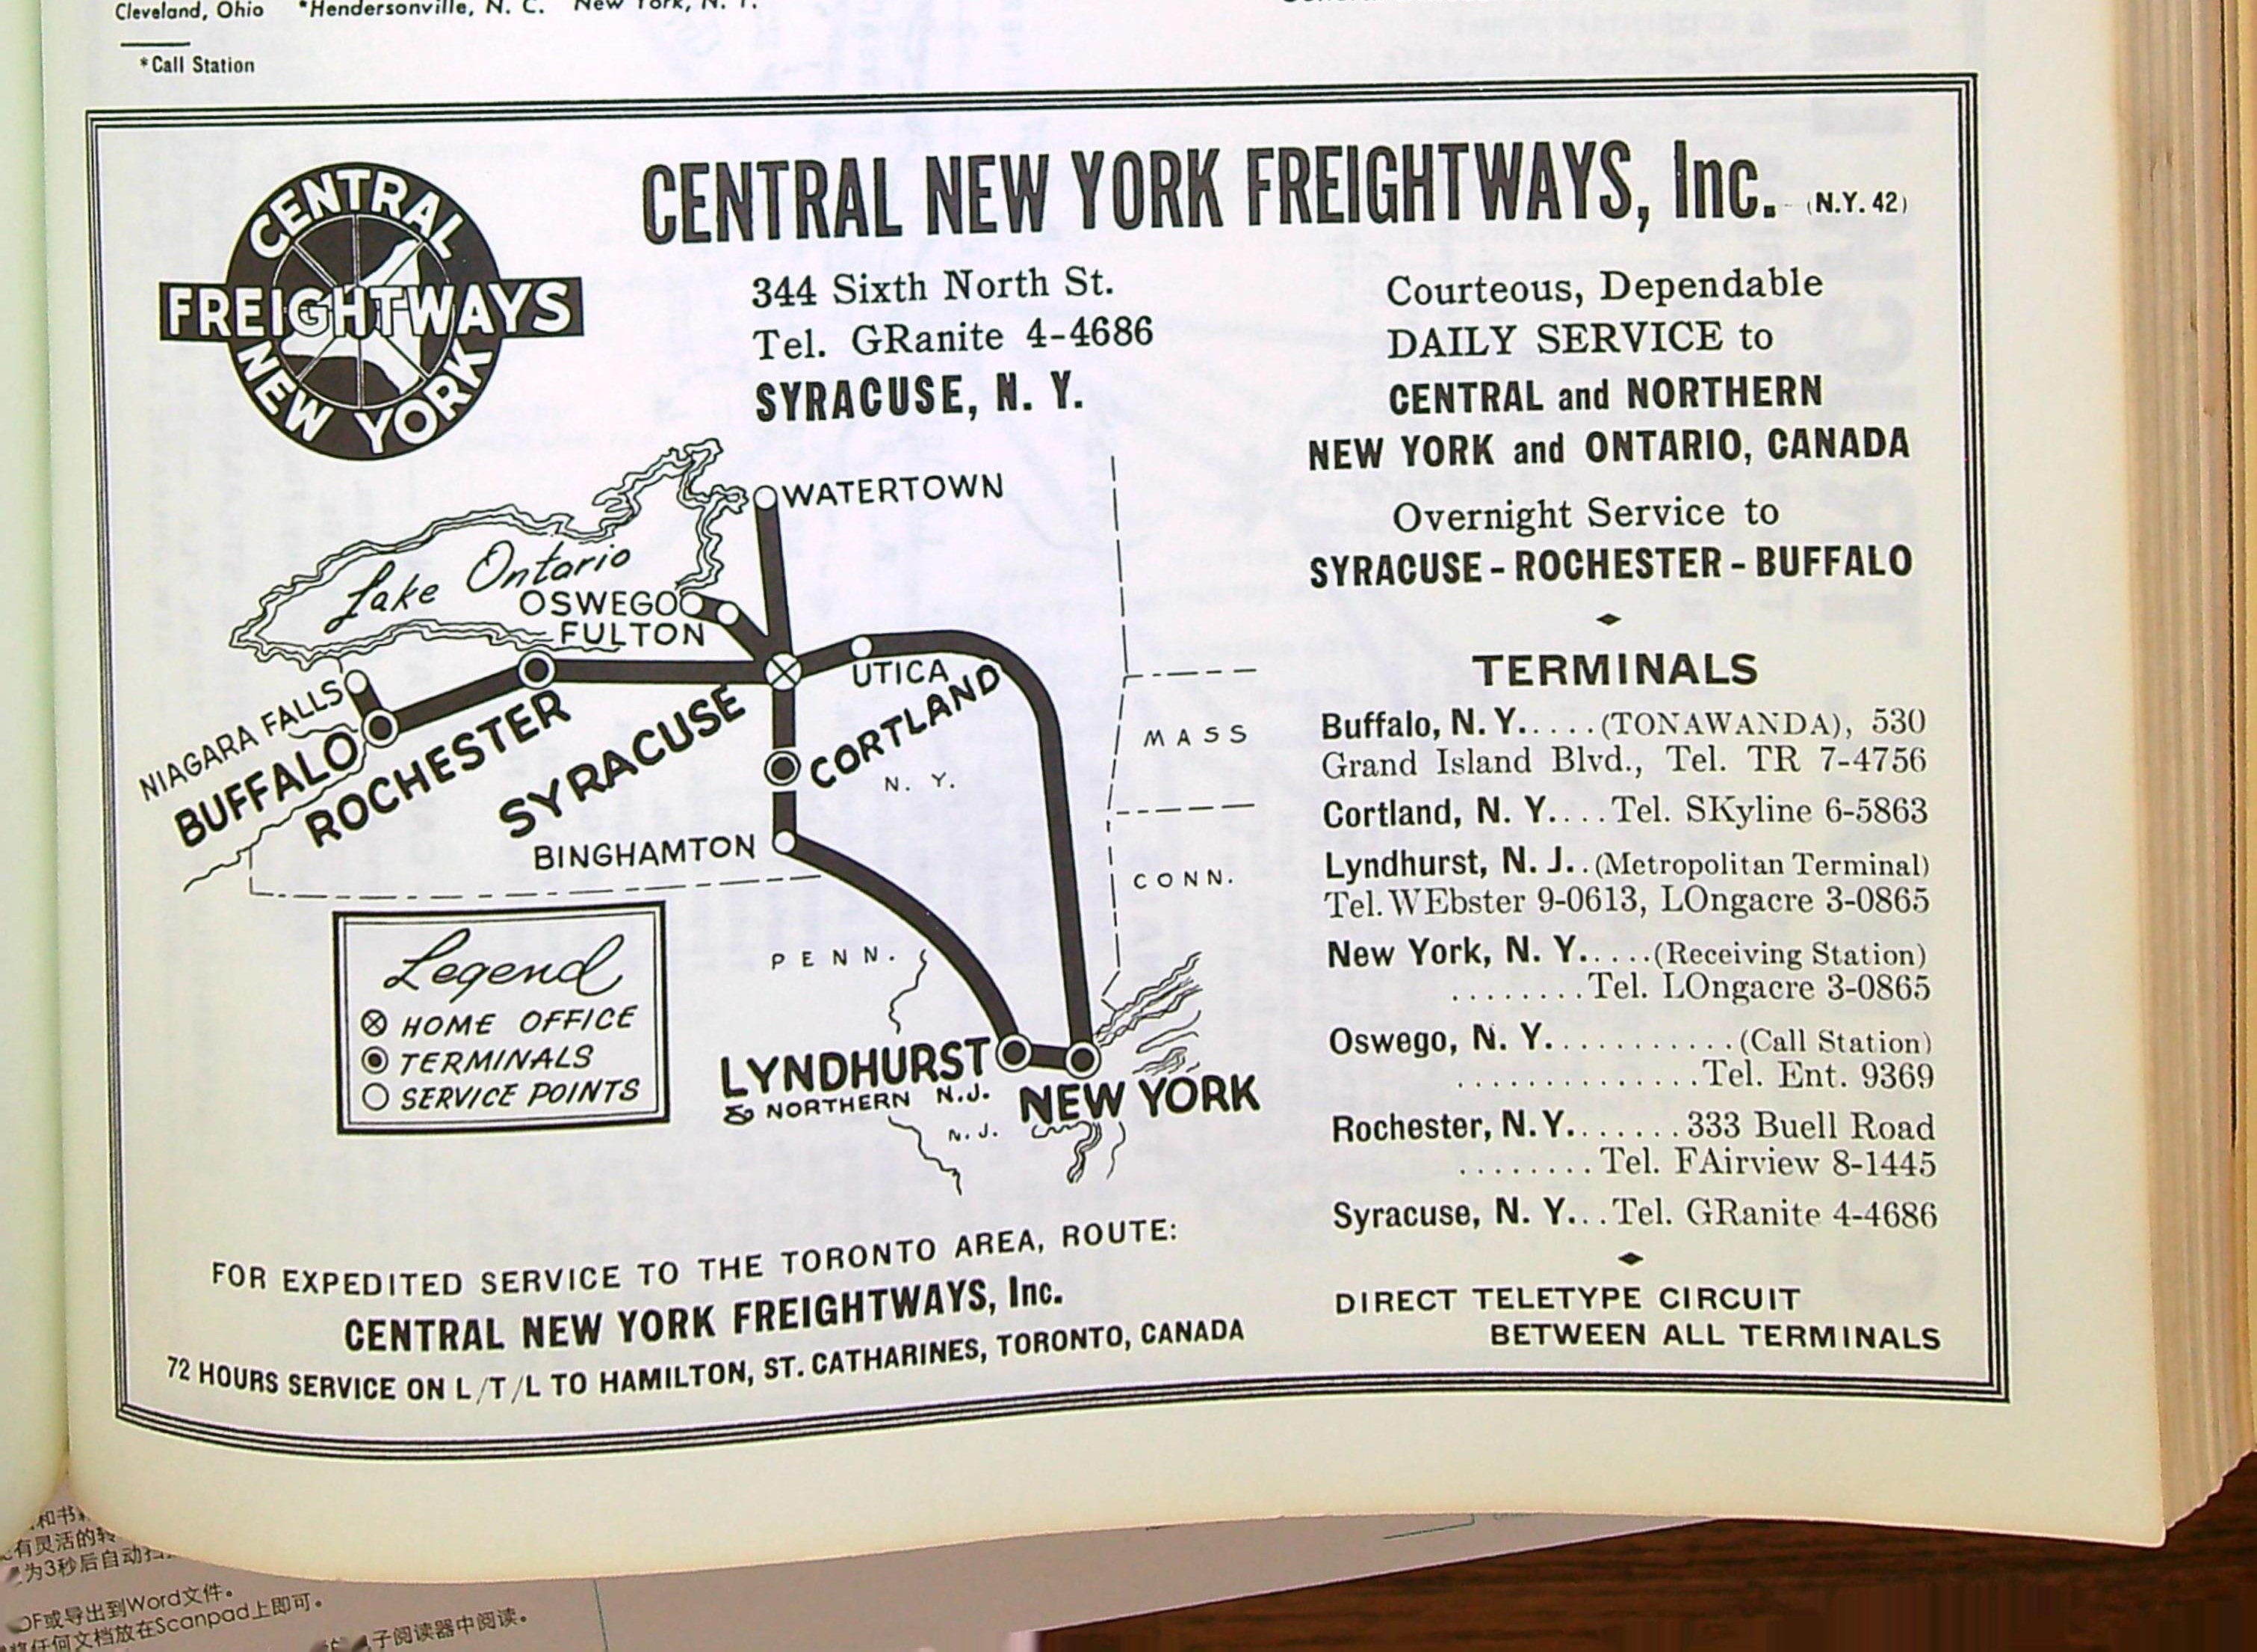 Cleveland, Ohio *Hendersonville, N. C. New York, N. Y.
*Call Station
CENTRAL
FREIGHTWAYS
NEW YORK
CENTRAL NEW YORK FREIGHTWAYS, Inc. (N.Y. 42)
344 Sixth North St.
Tel. GRanite 4-4686
SYRACUSE, N. Y.
Courteous, Dependable
DAILY SERVICE to
CENTRAL and NORTHERN
NEW YORK and ONTARIO, CANADA
Overnight Service to
SYRACUSE - ROCHESTER - BUFFALO
WATERTOWN
Lake Ontario
OSWEGO
FULTON
UTICA
NIAGARA FALLS
BUFFALO
ROCHESTER
SYRACUSE
CORTLAND
N. Y.
MASS
BINGHAMTON
CONN.
PENN.
Legend
HOME OFFICE
TERMINALS
SERVICE POINTS
LYNDHURST
& NORTHERN N.J.
NEW YORK
N. J.
TERMINALS
Buffalo, N. Y.....(TONAWANDA), 530
Grand Island Blvd., Tel. TR 7-4756
Cortland, N. Y....Tel. SKyline 6-5863
Lyndhurst, N. J..(Metropolitan Terminal)
Tel. WEbster 9-0613, LOngacre 3-0865
New York, N. Y.....(Receiving Station)
........Tel. LOngacre 3-0865
Oswego, N. Y............(Call Station)
..............Tel. Ent. 9369
Rochester, N.Y.......333 Buell Road
........Tel. FAirview 8-1445
Syracuse, N. Y...Tel. GRanite 4-4686
DIRECT TELETYPE CIRCUIT
BETWEEN ALL TERMINALS
FOR EXPEDITED SERVICE TO THE TORONTO AREA, ROUTE:
CENTRAL NEW YORK FREIGHTWAYS, Inc.
72 HOURS SERVICE ON L/T/L TO HAMILTON, ST. CATHARINES, TORONTO, CANADA
和书
有灵活的转
为3秒后自动扫
DF或导出到Word文件。
将任何文档放在Scanpad上即可。
子阅读器中阅读。